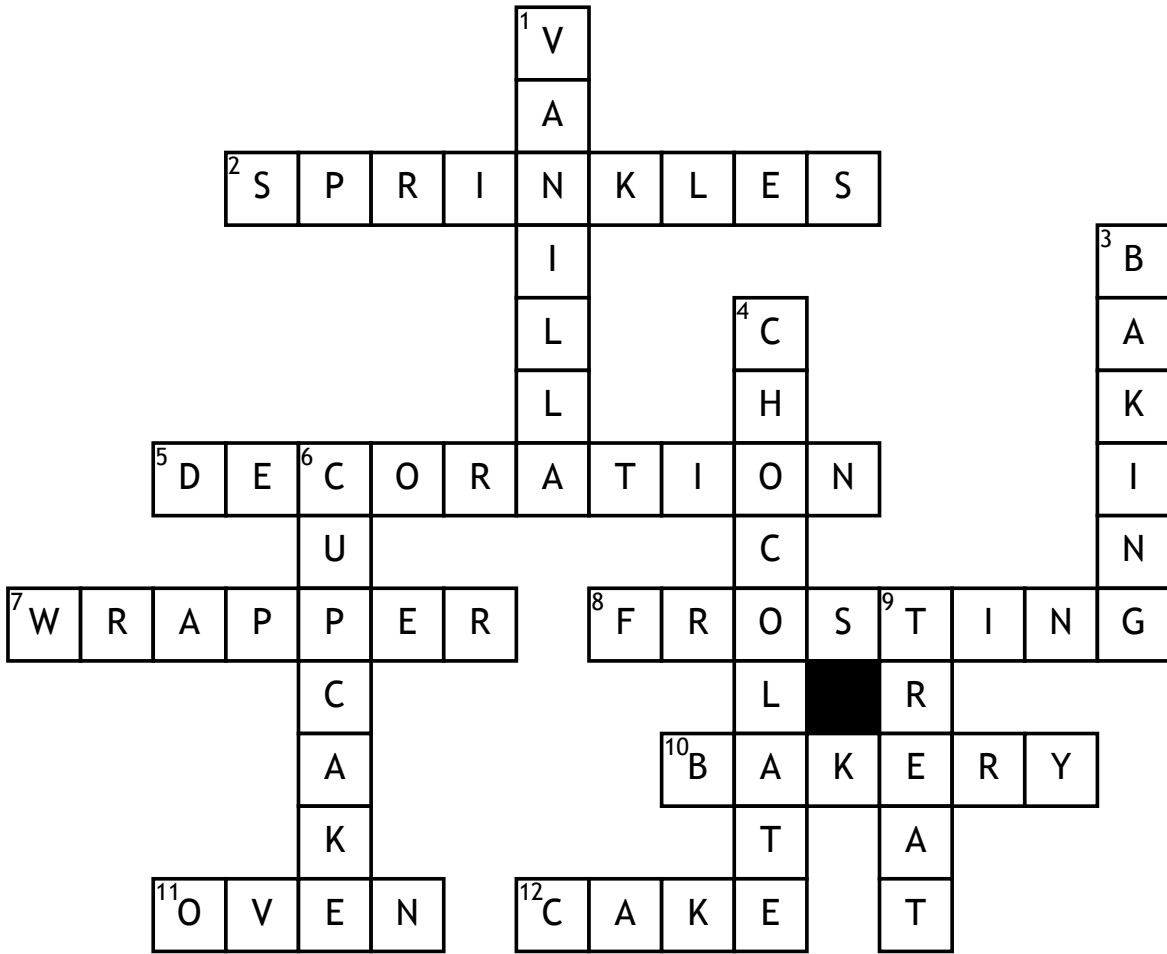 1 V
A
2 S P R I N K L E S
I 3 B
L 4 C A
L H K
5 D E 6 C O R A T I O N I
U C N
7 W R A P P E R 8 F R O S 9 T I N G
C L R
A 10 B A K E R Y
K T A
11 O V E N 12 C A K E T